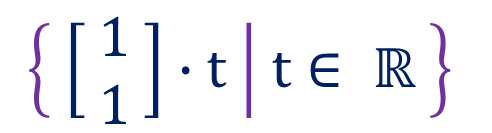 { [ 1 1 ] · t | t ∈ ℝ }